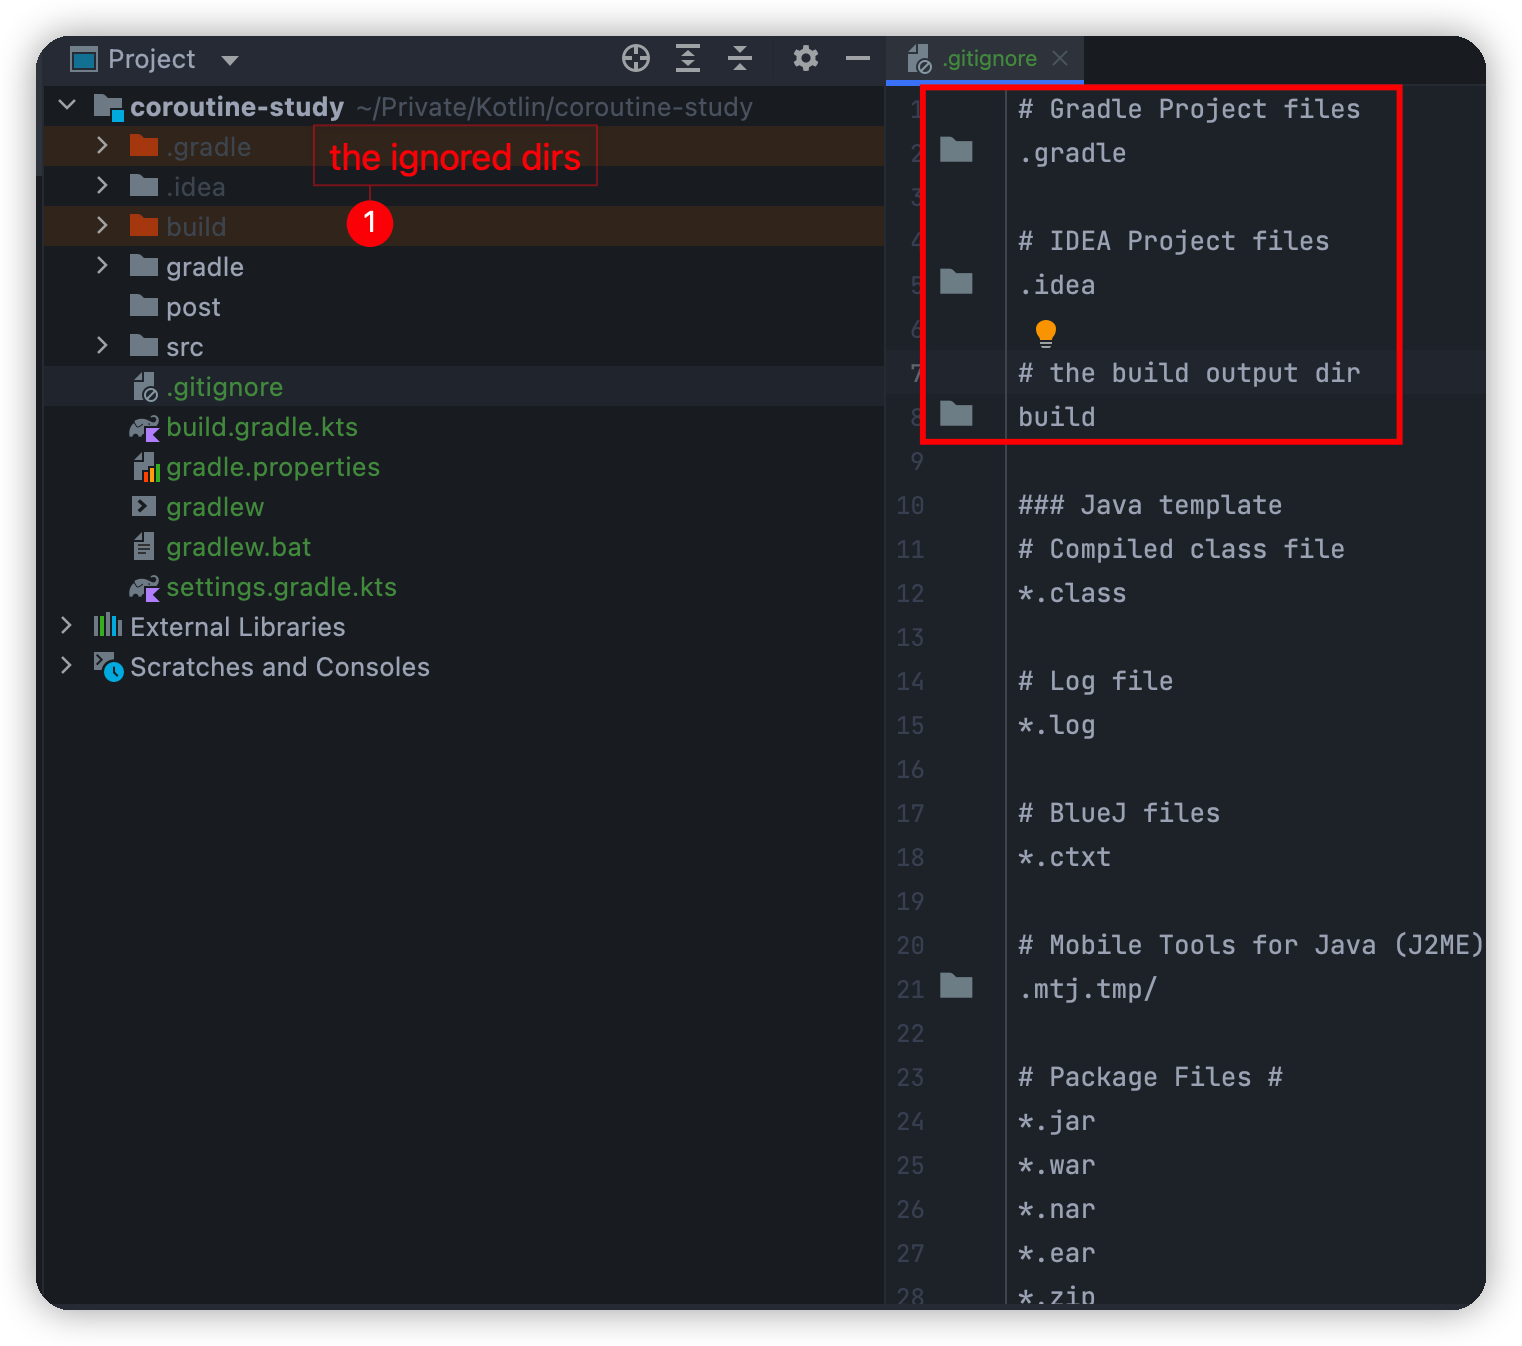 Project
.gitignore
coroutine-study ~/Private/Kotlin/coroutine-study
.gradle
the ignored dirs
.idea
build
1
gradle
post
src
.gitignore
build.gradle.kts
gradle.properties
gradlew
gradlew.bat
settings.gradle.kts
External Libraries
Scratches and Consoles
1 # Gradle Project files
2 .gradle
3
4 # IDEA Project files
5 .idea
6
7 # the build output dir
8 build
9
10 ### Java template
11 # Compiled class file
12 *.class
13
14 # Log file
15 *.log
16
17 # BlueJ files
18 *.ctxt
19
20 # Mobile Tools for Java (J2ME)
21 .mtj.tmp/
22
23 # Package Files #
24 *.jar
25 *.war
26 *.nar
27 *.ear
28 *.zip